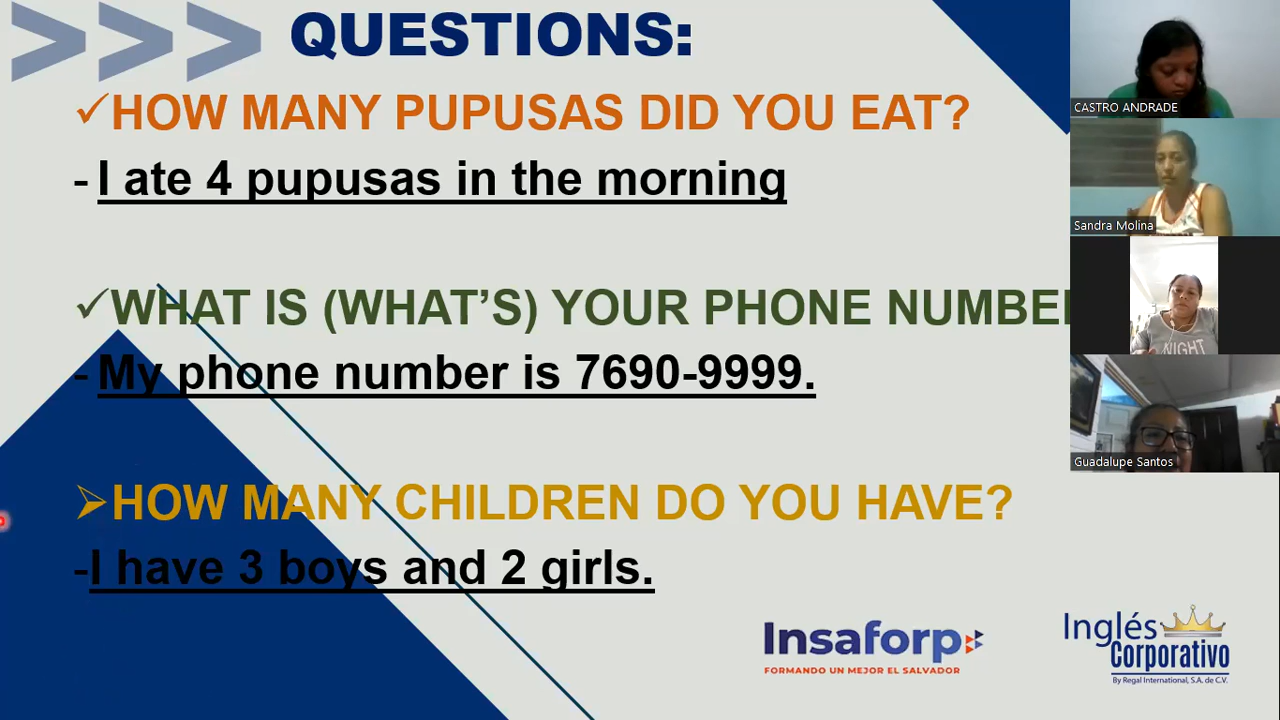 QUESTIONS:
HOW MANY PUPUSAS DID YOU EAT?
- I ate 4 pupusas in the morning
WHAT IS (WHAT'S) YOUR PHONE NUMBE
- My phone number is 7690-9999.
HOW MANY CHILDREN DO YOU HAVE?
-I have 3 boys and 2 girls.
Insaforp
FORMANDO UN MEJOR EL SALVADOR
Inglés
Corporativo
By Regal International, S.A. de C.V.
CASTRO ANDRADE
Sandra Molina
NIGHT
Guadalupe Santos